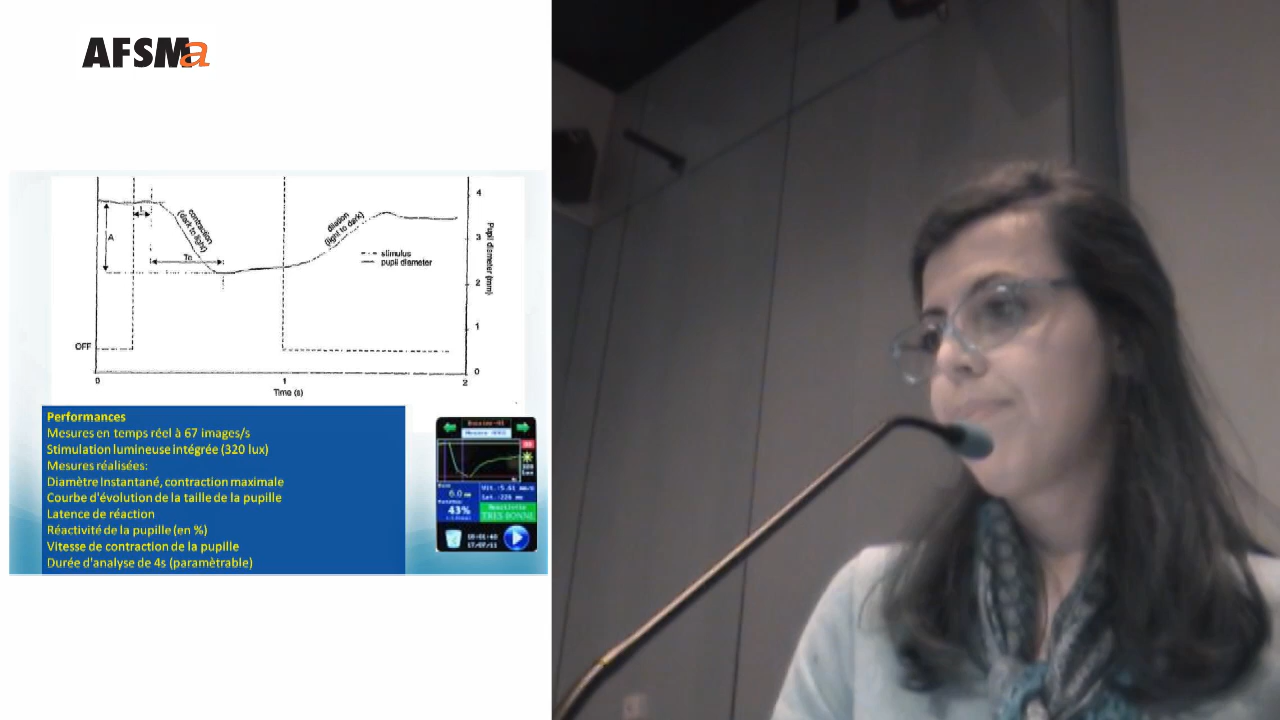 AFSMa
4
3
2
1
0
Pupil diameter (mm)
contraction
(dark to light)
dilation
(light to dark)
A
L
Tc
stimulus
pupil diameter
OFF
0
1
2
Time (s)
Performances
Mesures en temps réel à 67 images/s
Stimulation lumineuse intégrée (320 lux)
Mesures réalisées:
Diamètre Instantané, contraction maximale
Courbe d'évolution de la taille de la pupille
Latence de réaction
Réactivité de la pupille (en %)
Vitesse de contraction de la pupille
Durée d'analyse de 4s (paramètrable)
6.0 mm
43%
TRES BONNE